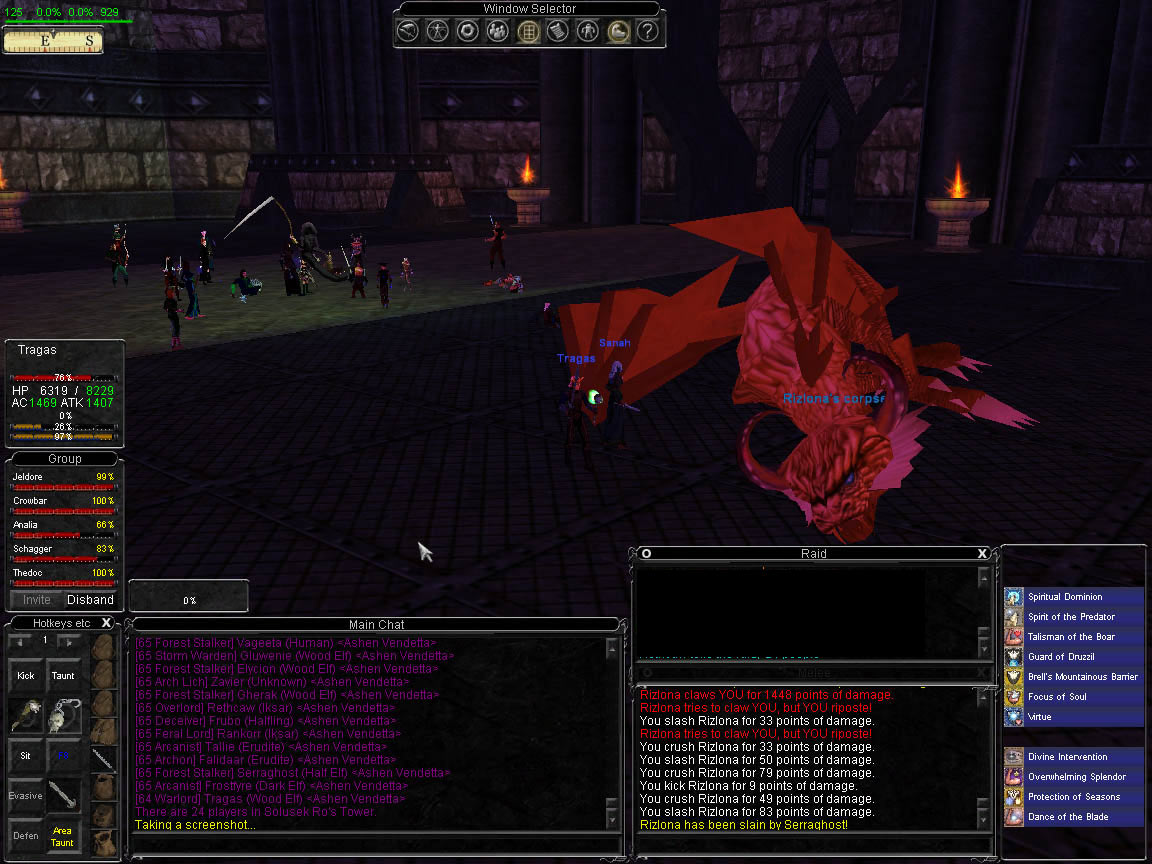 125 0.0% 0.0% 929
Window Selector
E S
Tragas
76%
HP 6319 / 8229
AC 1469 ATK 1407
0%
26%
97%
Group
Jeldore 99%
Crowbar 100%
Analia 66%
Schagger 83%
Thedoc 100%
Invite Disband
Hotkeys etc X
1
Kick Taunt
Sit
Evasive
Defen Area Taunt
0%
Sanah
Tragas
Rizlona's corpse
Main Chat
[65 Forest Stalker] Vageeta (Human) <Ashen Vendetta>
[65 Storm Warden] Gluwenie (Wood Elf) <Ashen Vendetta>
[65 Forest Stalker] Elycion (Wood Elf) <Ashen Vendetta>
[65 Arch Lich] Zavier (Unknown) <Ashen Vendetta>
[65 Forest Stalker] Gherak (Wood Elf) <Ashen Vendetta>
[65 Overlord] Rethcaw (Iksar) <Ashen Vendetta>
[65 Deceiver] Frubo (Halfling) <Ashen Vendetta>
[65 Feral Lord] Rankorr (Iksar) <Ashen Vendetta>
[65 Arcanist] Tallie (Erudite) <Ashen Vendetta>
[65 Archon] Falidaar (Erudite) <Ashen Vendetta>
[65 Forest Stalker] Serraghost (Half Elf) <Ashen Vendetta>
[65 Arcanist] Frostfyre (Dark Elf) <Ashen Vendetta>
[64 Warlord] Tragas (Wood Elf) <Ashen Vendetta>
There are 24 players in Solusek Ro's Tower.
Taking a screenshot...
O Raid X
O Melee X
Rizlona claws YOU for 1448 points of damage.
Rizlona tries to claw YOU, but YOU riposte!
You slash Rizlona for 33 points of damage.
Rizlona tries to claw YOU, but YOU riposte!
You crush Rizlona for 33 points of damage.
You slash Rizlona for 50 points of damage.
You crush Rizlona for 79 points of damage.
You kick Rizlona for 9 points of damage.
You crush Rizlona for 49 points of damage.
You slash Rizlona for 83 points of damage.
Rizlona has been slain by Serraghost!
Spiritual Dominion
Spirit of the Predator
Talisman of the Boar
Guard of Druzzil
Brell's Mountainous Barrier
Focus of Soul
Virtue
Divine Intervention
Overwhelming Splendor
Protection of Seasons
Dance of the Blade